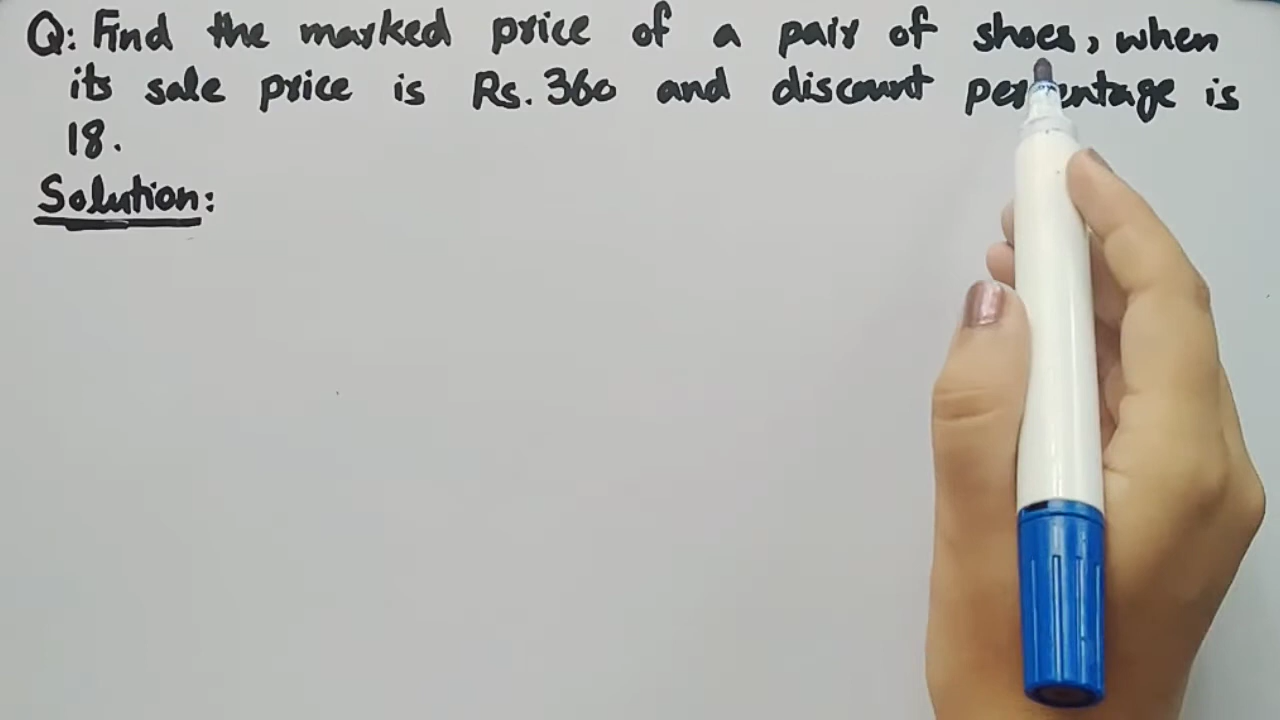 Q: Find the marked price of a pair of shoes, when
its sale price is Rs. 360 and discount percentage is
18.
Solution: